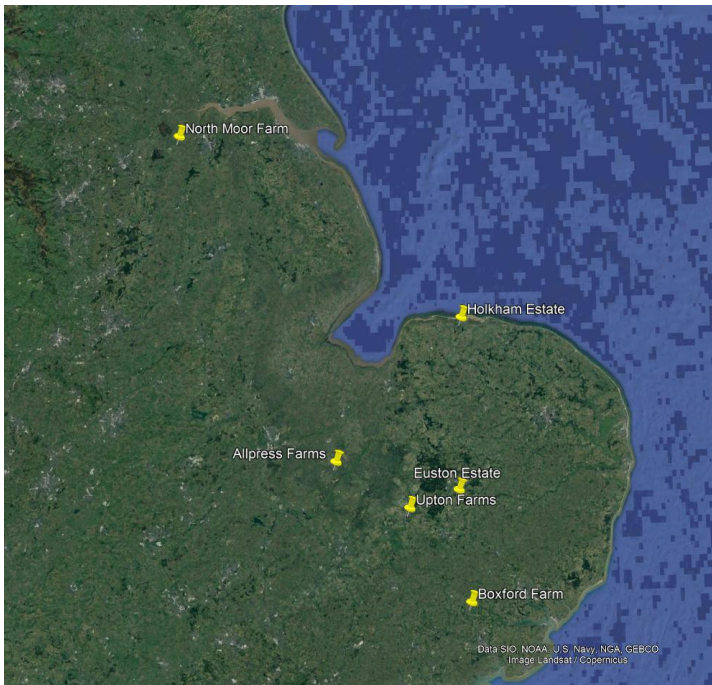 North Moor Farm
Holkham Estate
Allpress Farms
Euston Estate
Upton Farms
Boxford Farm
Data SIO, NOAA, U.S. Navy, NGA, GEBCO
Image Landsat / Copernicus